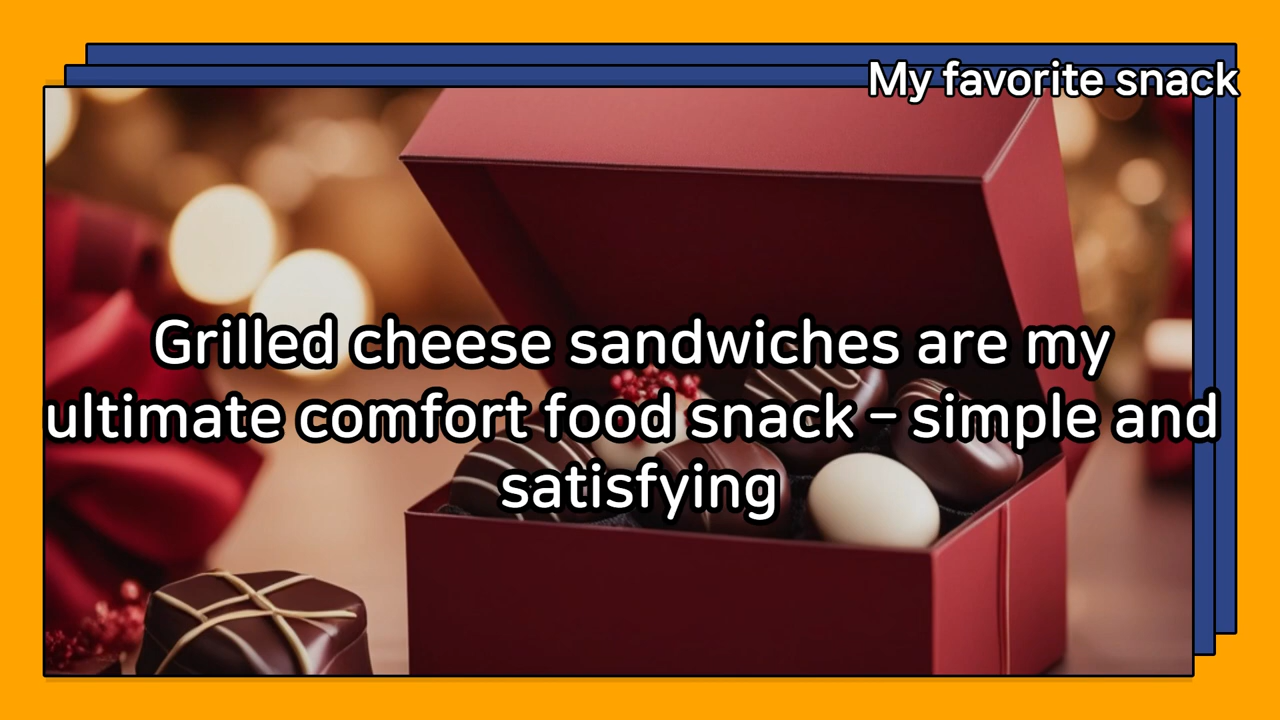 My favorite snack
Grilled cheese sandwiches are my
ultimate comfort food snack – simple and
satisfying